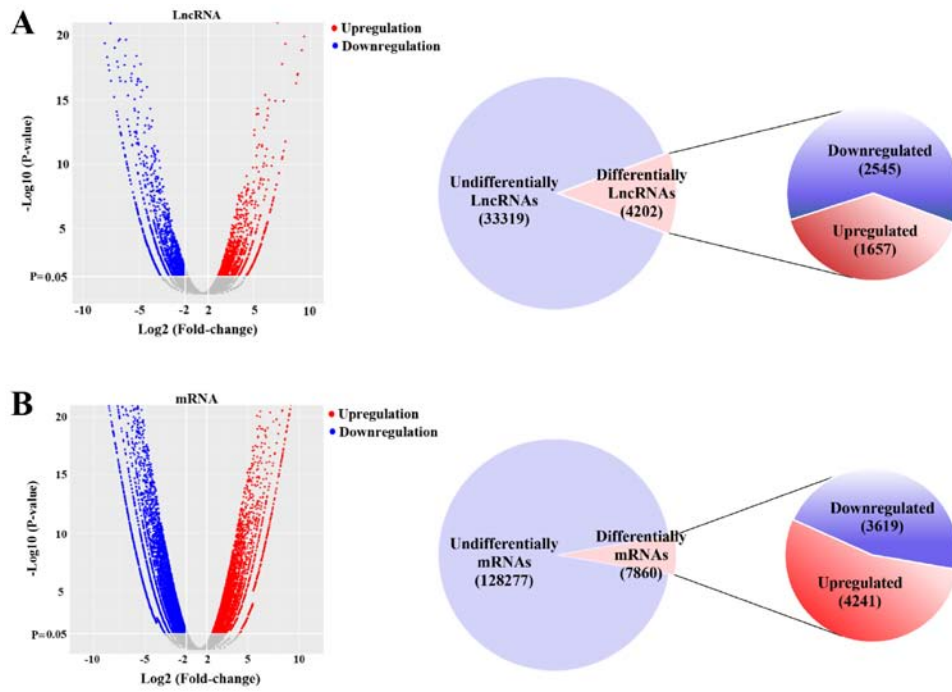 A
LncRNA
Upregulation
Downregulation
-Log10 (P-value)
20
15
10
5
P=0.05
-10
-5
-2
2
5
10
Log2 (Fold-change)
Undifferentially
LncRNAs
(33319)
Differentially
LncRNAs
(4202)
Downregulated
(2545)
Upregulated
(1657)
B
mRNA
Upregulation
Downregulation
-Log10 (P-value)
20
15
10
5
P=0.05
-10
-5
-2
2
5
10
Log2 (Fold-change)
Undifferentially
mRNAs
(128277)
Differentially
mRNAs
(7860)
Downregulated
(3619)
Upregulated
(4241)